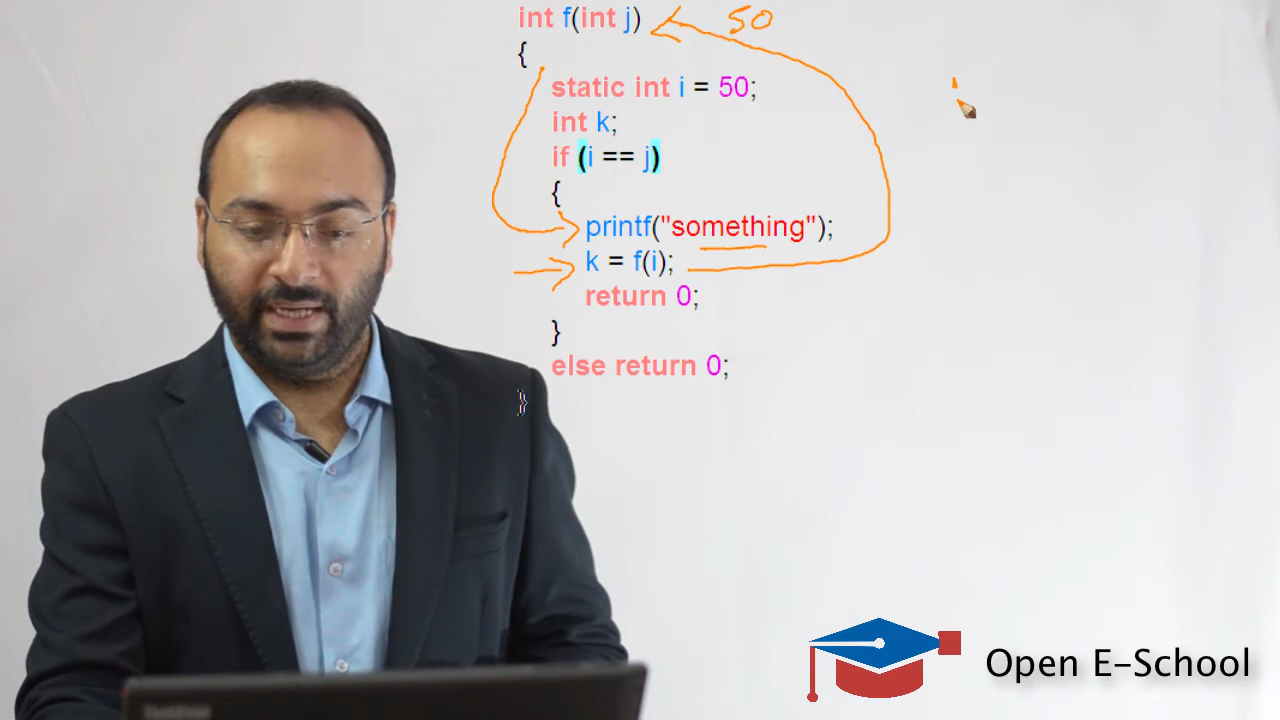 int f(int j) 50
{
static int i = 50;
int k;
if (i == j)
{
printf("something");
k = f(i);
return 0;
}
else return 0;
}
Open E-School